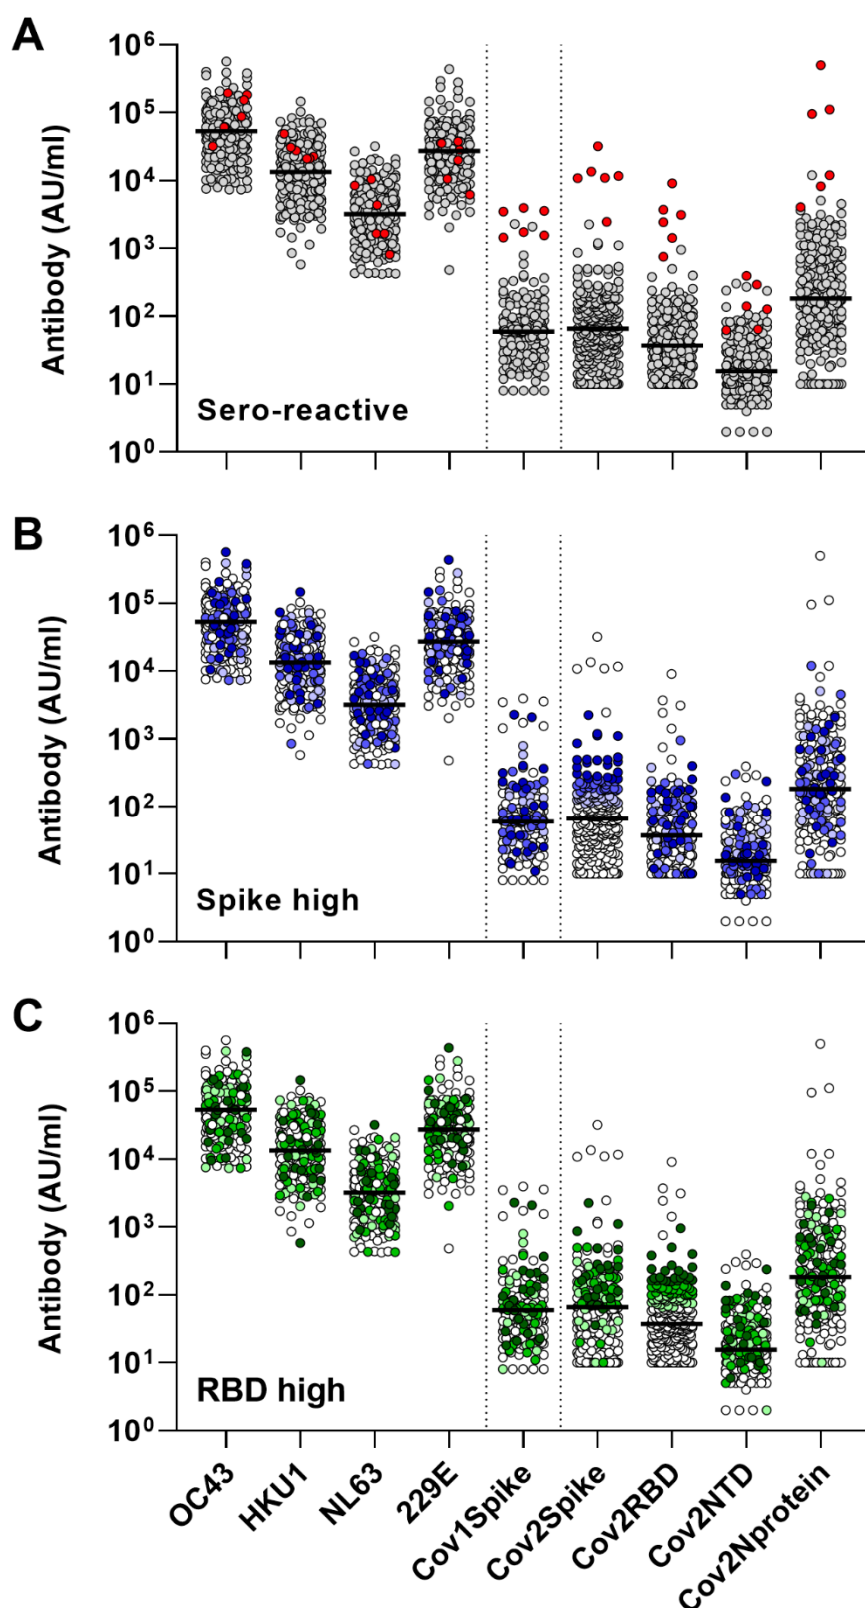 A
Antibody (AU/ml)
10⁶
10⁵
10⁴
10³
10²
10¹
10⁰
Sero-reactive
B
Antibody (AU/ml)
10⁶
10⁵
10⁴
10³
10²
10¹
10⁰
Spike high
C
Antibody (AU/ml)
10⁶
10⁵
10⁴
10³
10²
10¹
10⁰
RBD high
OC43
HKU1
NL63
229E
Cov1Spike
Cov2Spike
Cov2RBD
Cov2NTD
Cov2Nprotein